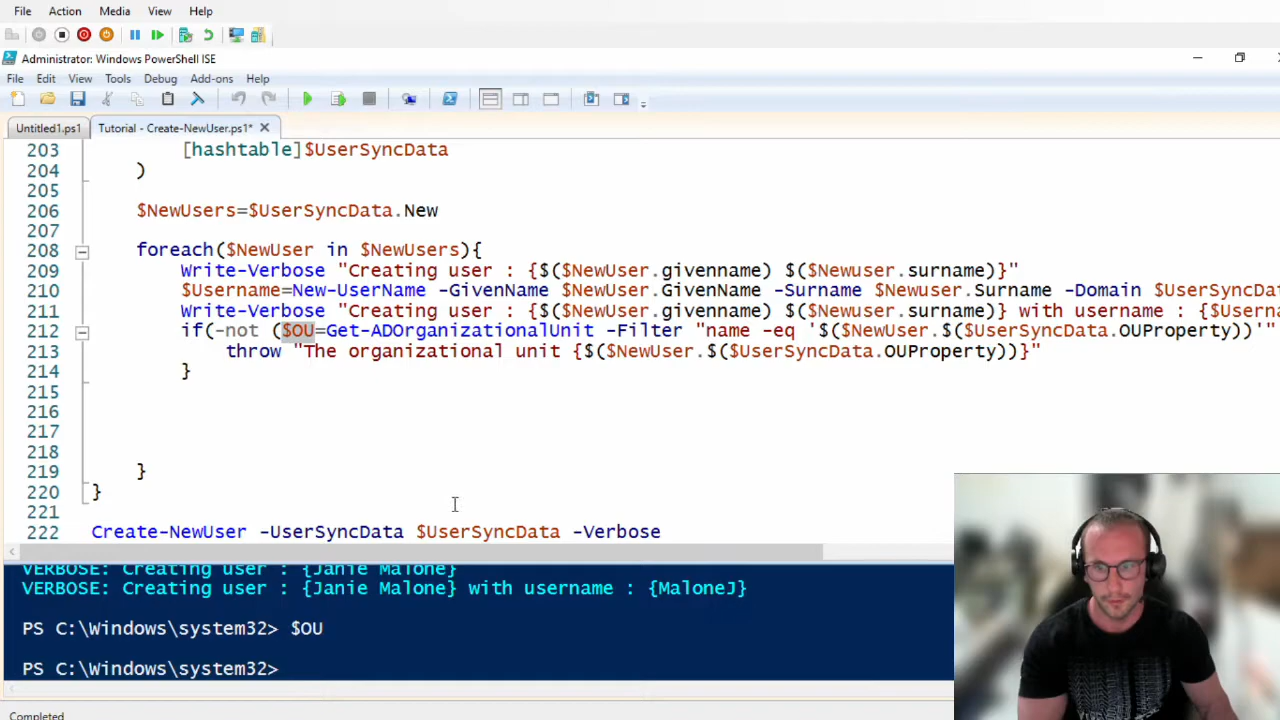 File Action Media View Help
Administrator: Windows PowerShell ISE
File Edit View Tools Debug Add-ons Help
Untitled1.ps1 Tutorial - Create-NewUser.ps1*
203 [hashtable]$UserSyncData
204 )
205
206 $NewUsers=$UserSyncData.New
207
208 foreach($NewUser in $NewUsers){
209 Write-Verbose "Creating user : {$($NewUser.givenname) $($Newuser.surname)}"
210 $Username=New-UserName -GivenName $NewUser.givenname -Surname $Newuser.Surname -Domain $UserSyncDa
211 Write-Verbose "Creating user : {$($NewUser.givenname) $($NewUser.surname)} with username : {$Userna
212 if(-not ($OU=Get-ADOrganizationalUnit -Filter "name -eq '$($NewUser.$($UserSyncData.OUProperty))'"
213 throw "The organizational unit {$($NewUser.$($UserSyncData.OUProperty))}"
214 }
215
216
217
218
219 }
220 }
221
222 Create-NewUser -UserSyncData $UserSyncData -Verbose
VERBOSE: Creating user : {Janie Malone}
VERBOSE: Creating user : {Janie Malone} with username : {MaloneJ}
PS C:\Windows\system32> $OU
PS C:\Windows\system32>
Completed